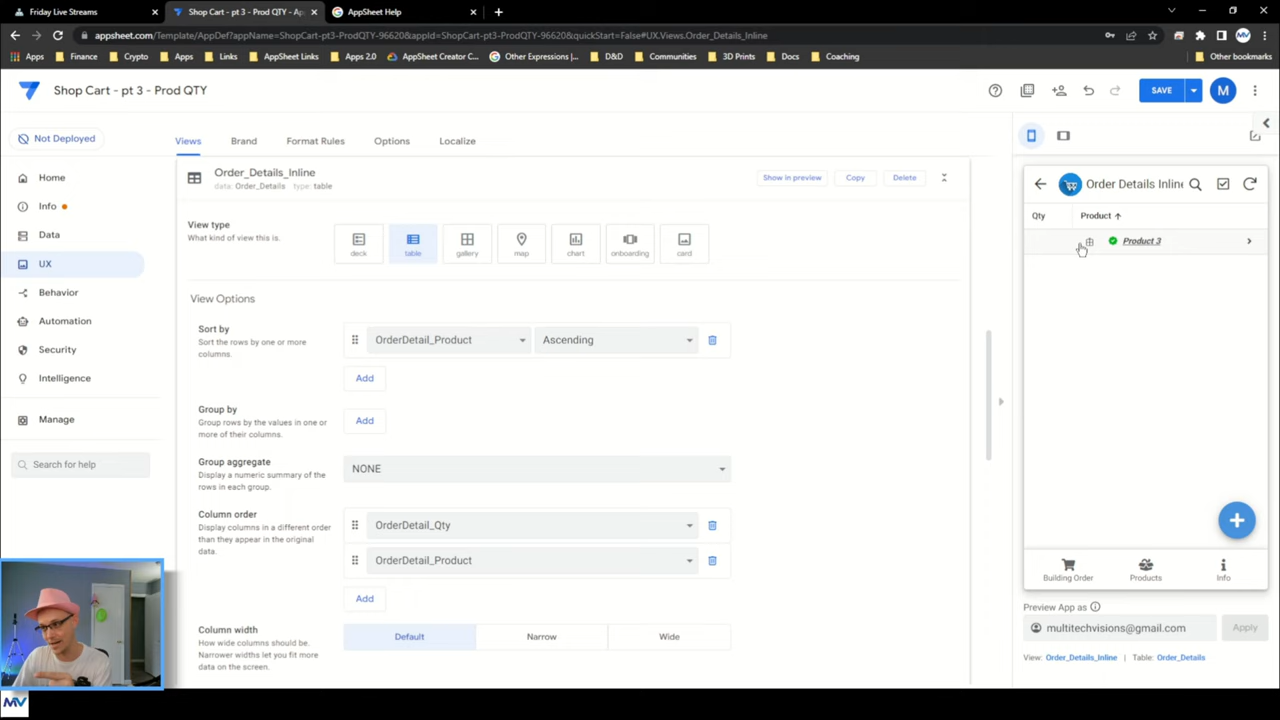 Friday Live Streams
Shop Cart - pt 3 - Prod QTY - Ap
AppSheet Help
appsheet.com/Template/AppDef?appName=ShopCart-pt3-ProdQTY-96620&appId=ShopCart-pt3-ProdQTY-96620&quickStart=False#UX.Views.Order_Details_Inline
Apps
Finance
Crypto
Apps
Links
AppSheet Links
Apps 2.0
AppSheet Creator C...
Other Expressions,...
D&D
Communities
3D Prints
Docs
Coaching
Other bookmarks
Shop Cart - pt 3 - Prod QTY
SAVE
M
Not Deployed
Home
Info
Data
UX
Behavior
Automation
Security
Intelligence
Manage
Search for help
Views
Brand
Format Rules
Options
Localize
Order_Details_Inline
data: Order_Details type: table
Show in preview
Copy
Delete
View type
What kind of view this is.
deck
table
gallery
map
chart
onboarding
card
View Options
Sort by
Sort the rows by one or more
columns.
OrderDetail_Product
Ascending
Add
Group by
Group rows by the values in one or
more of their columns.
Add
Group aggregate
Display a numeric summary of the
rows in each group.
NONE
Column order
Display columns in a different order
than they appear in the original
data.
OrderDetail_Qty
OrderDetail_Product
Add
Column width
How wide columns should be.
Narrower widths let you fit more
data on the screen.
Default
Narrow
Wide
Order Details Inline
Qty
Product
Product 3
Building Order
Products
Info
Preview App as
multitechvisions@gmail.com
Apply
View: Order_Details_Inline | Table: Order_Details
MV